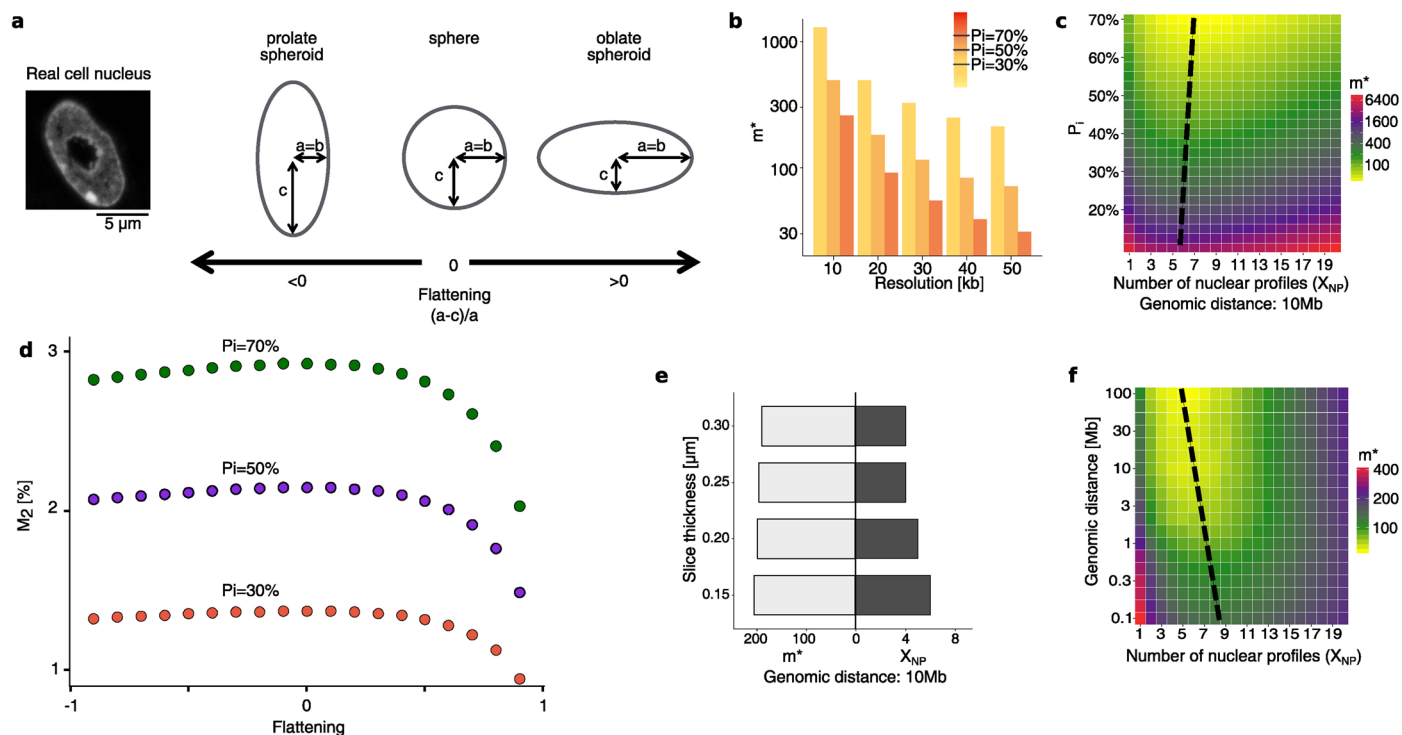 a
Real cell nucleus
5 µm
prolate
spheroid
sphere
oblate
spheroid
a=b
c
a=b
c
a=b
c
<0
0
>0
Flattening
(a-c)/a
b
m*
1000
300
100
30
Pi=70%
Pi=50%
Pi=30%
10
20
30
40
50
Resolution [kb]
c
Pi
70%
60%
50%
40%
30%
20%
1
3
5
7
9
11
13
15
17
19
Number of nuclear profiles (XNP)
Genomic distance: 10Mb
m*
6400
1600
400
100
d
M2 [%]
3
2
1
Pi=70%
Pi=50%
Pi=30%
-1
0
1
Flattening
e
Slice thickness [µm]
0.30
0.25
0.20
0.15
200
100
0
4
8
m*
XNP
Genomic distance: 10Mb
f
Genomic distance [Mb]
100
30
10
3
1
0.3
0.1
1
3
5
7
9
11
13
15
17
19
Number of nuclear profiles (XNP)
m*
400
200
100